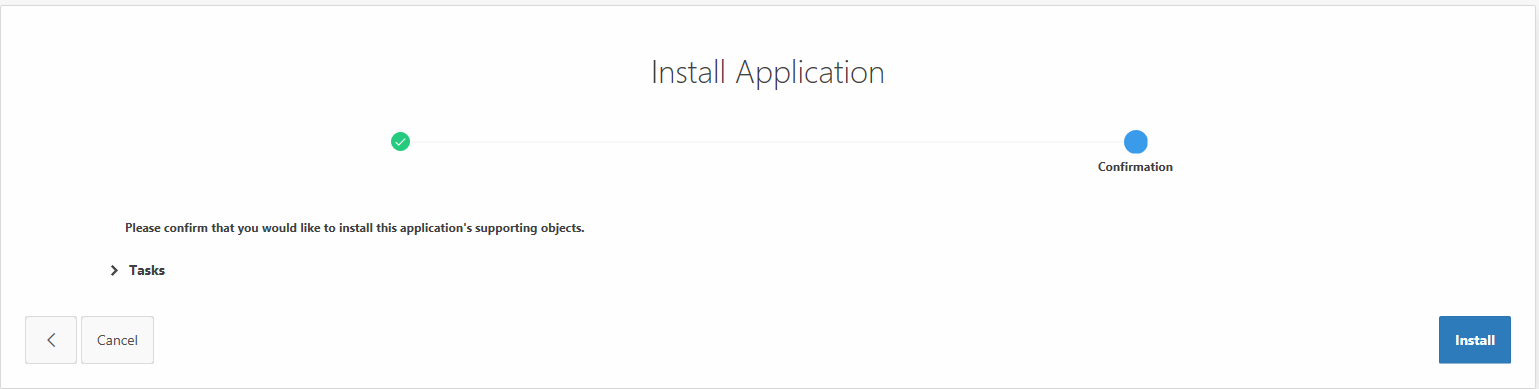 Install Application
Confirmation
Please confirm that you would like to install this application's supporting objects.
Tasks
Cancel
Install